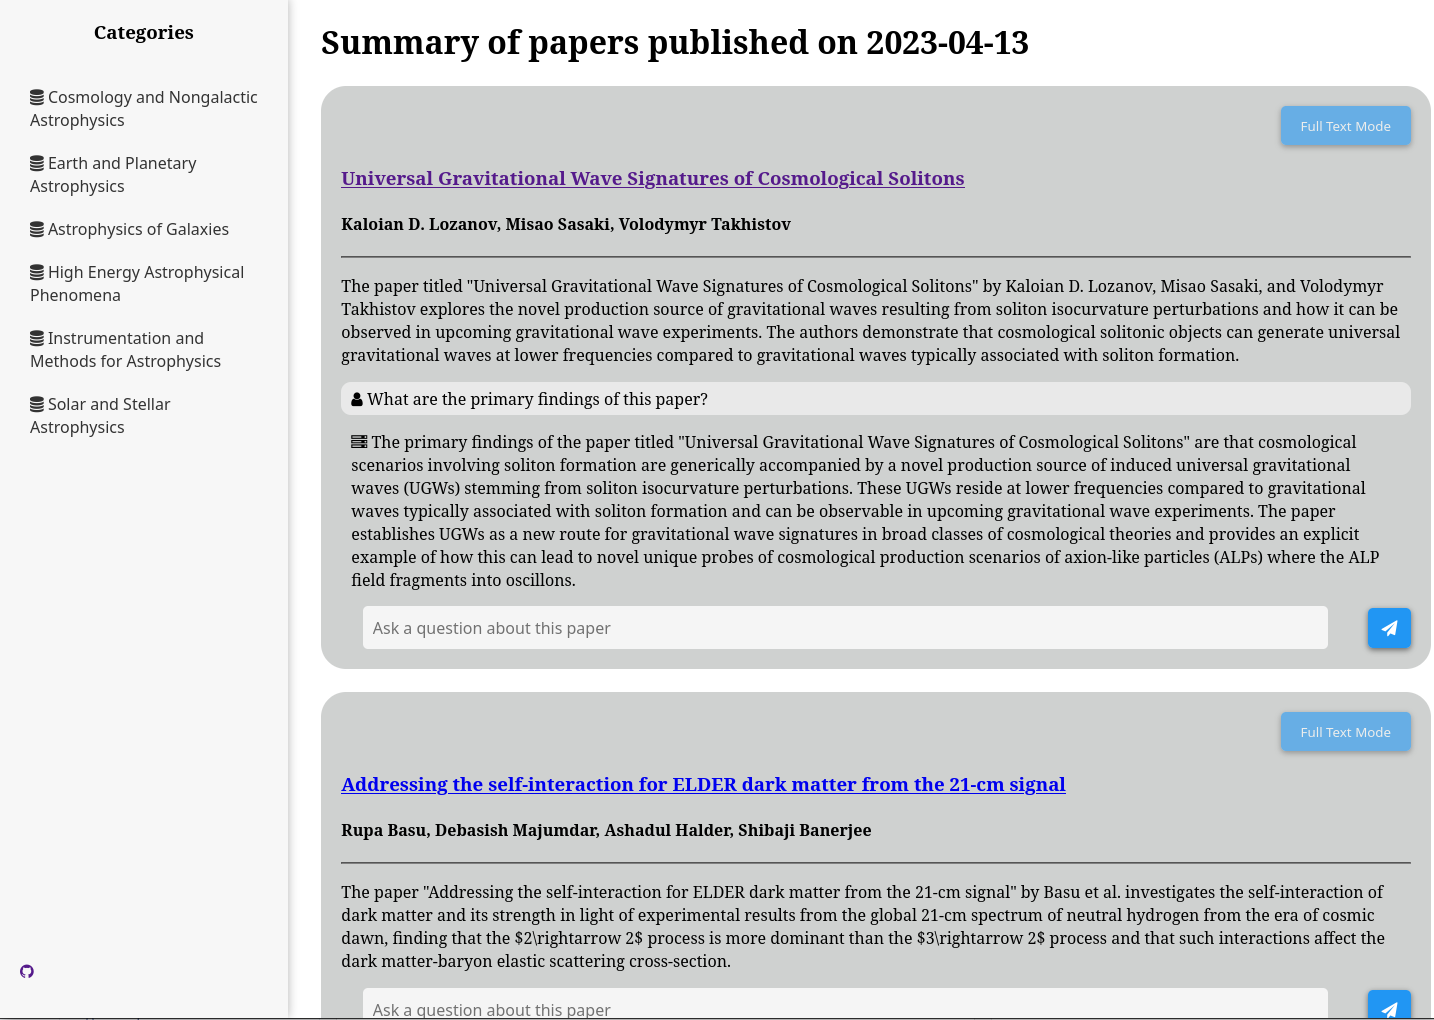 Categories
Cosmology and Nongalactic
Astrophysics
Earth and Planetary
Astrophysics
Astrophysics of Galaxies
High Energy Astrophysical
Phenomena
Instrumentation and
Methods for Astrophysics
Solar and Stellar
Astrophysics
Summary of papers published on 2023-04-13
Full Text Mode
Universal Gravitational Wave Signatures of Cosmological Solitons
Kaloian D. Lozanov, Misao Sasaki, Volodymyr Takhistov
The paper titled "Universal Gravitational Wave Signatures of Cosmological Solitons" by Kaloian D. Lozanov, Misao Sasaki, and Volodymyr
Takhistov explores the novel production source of gravitational waves resulting from soliton isocurvature perturbations and how it can be
observed in upcoming gravitational wave experiments. The authors demonstrate that cosmological solitonic objects can generate universal
gravitational waves at lower frequencies compared to gravitational waves typically associated with soliton formation.
What are the primary findings of this paper?
The primary findings of the paper titled "Universal Gravitational Wave Signatures of Cosmological Solitons" are that cosmological
scenarios involving soliton formation are generically accompanied by a novel production source of induced universal gravitational
waves (UGWs) stemming from soliton isocurvature perturbations. These UGWs reside at lower frequencies compared to gravitational
waves typically associated with soliton formation and can be observable in upcoming gravitational wave experiments. The paper
establishes UGWs as a new route for gravitational wave signatures in broad classes of cosmological theories and provides an explicit
example of how this can lead to novel unique probes of cosmological production scenarios of axion-like particles (ALPs) where the ALP
field fragments into oscillons.
Ask a question about this paper
Full Text Mode
Addressing the self-interaction for ELDER dark matter from the 21-cm signal
Rupa Basu, Debasish Majumdar, Ashadul Halder, Shibaji Banerjee
The paper "Addressing the self-interaction for ELDER dark matter from the 21-cm signal" by Basu et al. investigates the self-interaction of
dark matter and its strength in light of experimental results from the global 21-cm spectrum of neutral hydrogen from the era of cosmic
dawn, finding that the $2\rightarrow 2$ process is more dominant than the $3\rightarrow 2$ process and that such interactions affect the
dark matter-baryon elastic scattering cross-section.
Ask a question about this paper